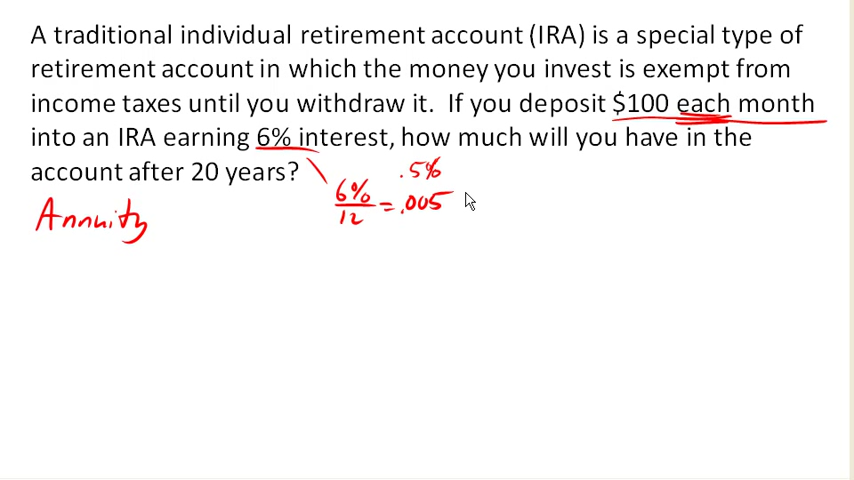 A traditional individual retirement account (IRA) is a special type of
retirement account in which the money you invest is exempt from
income taxes until you withdraw it.  If you deposit $100 each month
into an IRA earning 6% interest, how much will you have in the
account after 20 years?
.5%
6%/12 = .005
Annuity